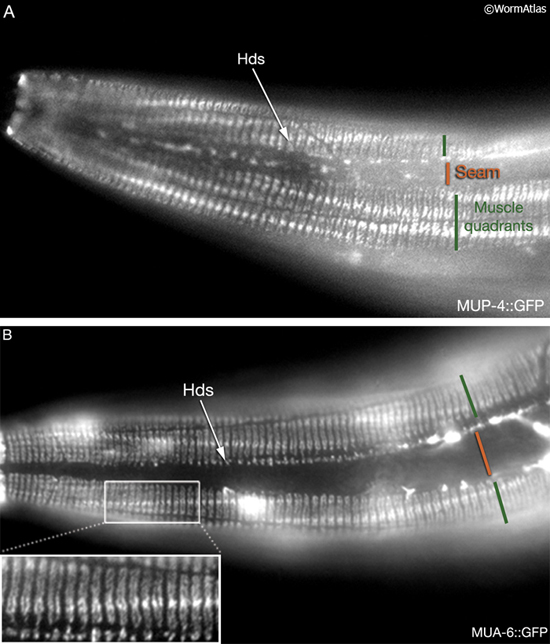 A
©WormAtlas
Hds
Seam
Muscle
quadrants
MUP-4::GFP
B
Hds
MUA-6::GFP